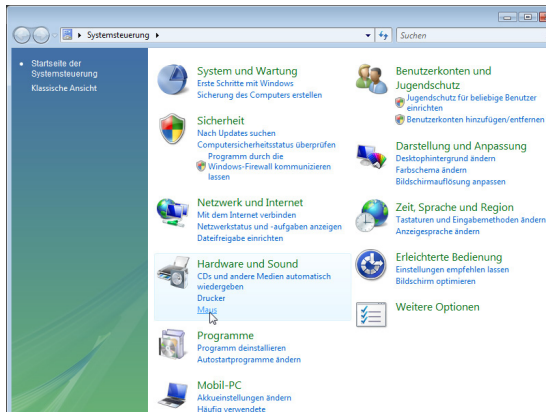 Systemsteuerung
Suchen
Startseite der
Systemsteuerung
Klassische Ansicht
System und Wartung
Erste Schritte mit Windows
Sicherung des Computers erstellen
Sicherheit
Nach Updates suchen
Computersicherheitsstatus überprüfen
Programm durch die
Windows-Firewall kommunizieren
lassen
Netzwerk und Internet
Mit dem Internet verbinden
Netzwerkstatus und -aufgaben anzeigen
Dateifreigabe einrichten
Hardware und Sound
CDs und andere Medien automatisch
wiedergeben
Drucker
Maus
Programme
Programm deinstallieren
Autostartprogramme ändern
Mobil-PC
Akkueinstellungen ändern
Häufig verwendete
Benutzerkonten und
Jugendschutz
Jugendschutz für beliebige Benutzer
einrichten
Benutzerkonten hinzufügen/entfernen
Darstellung und Anpassung
Desktophintergrund ändern
Farbschema ändern
Bildschirmauflösung anpassen
Zeit, Sprache und Region
Tastaturen und Eingabemethoden ändern
Anzeigesprache ändern
Erleichterte Bedienung
Einstellungen empfehlen lassen
Bildschirm optimieren
Weitere Optionen